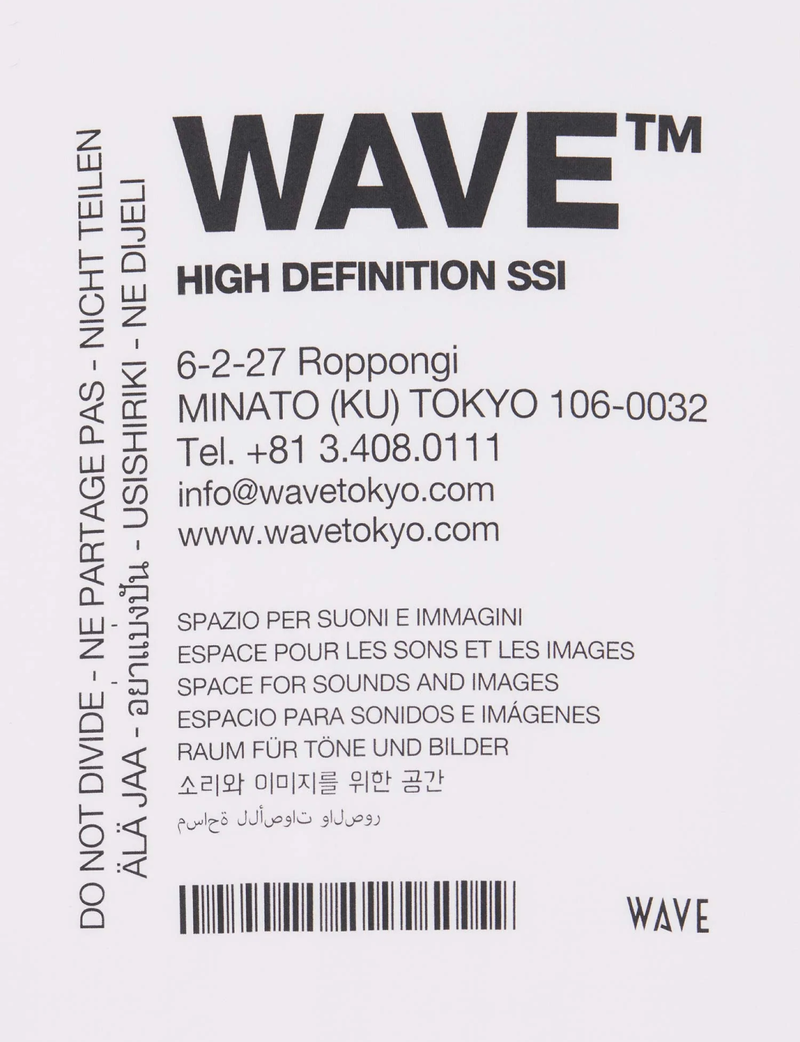 WAVE™
HIGH DEFINITION SSI
6-2-27 Roppongi
MINATO (KU) TOKYO 106-0032
Tel. +81 3.408.0111
info@wavetokyo.com
www.wavetokyo.com
SPAZIO PER SUONI E IMMAGINI
ESPACE POUR LES SONS ET LES IMAGES
SPACE FOR SOUNDS AND IMAGES
ESPACIO PARA SONIDOS E IMÁGENES
RAUM FÜR TÖNE UND BILDER
소리와 이미지를 위한 공간
مساحة للأصوات والصور
WAVE
DO NOT DIVIDE - NE PARTAGE PAS - NICHT TEILEN
ÄLÄ JAA - อย่าแบ่งปัน - USISHIRIKI - NE DIJELI